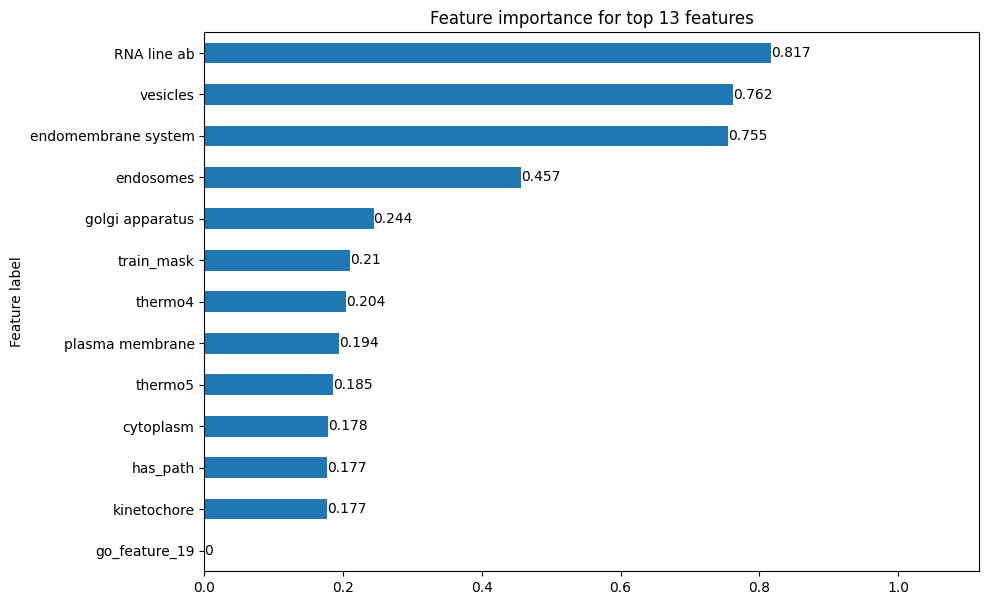 Feature importance for top 13 features
Feature label
RNA line ab 0.817
vesicles 0.762
endomembrane system 0.755
endosomes 0.457
golgi apparatus 0.244
train_mask 0.21
thermo4 0.204
plasma membrane 0.194
thermo5 0.185
cytoplasm 0.178
has_path 0.177
kinetochore 0.177
go_feature_19 0
0.0 0.2 0.4 0.6 0.8 1.0